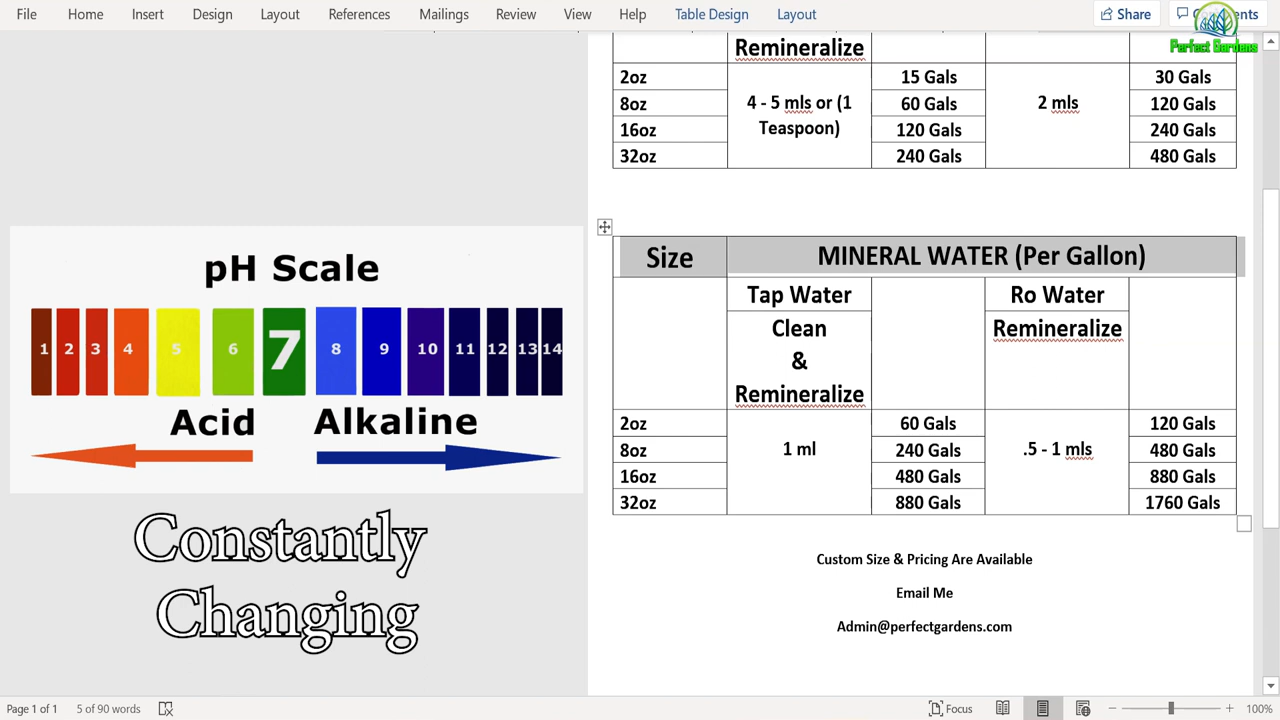 File Home Insert Design Layout References Mailings Review View Help Table Design Layout Share
Perfect Gardens
Remineralize
2oz 15 Gals 30 Gals
4 - 5 mls or (1 2 mls
8oz 60 Gals 120 Gals
Teaspoon)
16oz 120 Gals 240 Gals
32oz 240 Gals 480 Gals
pH Scale
1 2 3 4 5 6 7 8 9 10 11 12 13 14
Acid Alkaline
Constantly
Changing
Size MINERAL WATER (Per Gallon)
Tap Water Ro Water
Clean Remineralize
&
Remineralize
2oz 60 Gals 120 Gals
1 ml .5 - 1 mls
8oz 240 Gals 480 Gals
16oz 480 Gals 880 Gals
32oz 880 Gals 1760 Gals
Custom Size & Pricing Are Available
Email Me
Admin@perfectgardens.com
Page 1 of 1 5 of 90 words Focus 100%